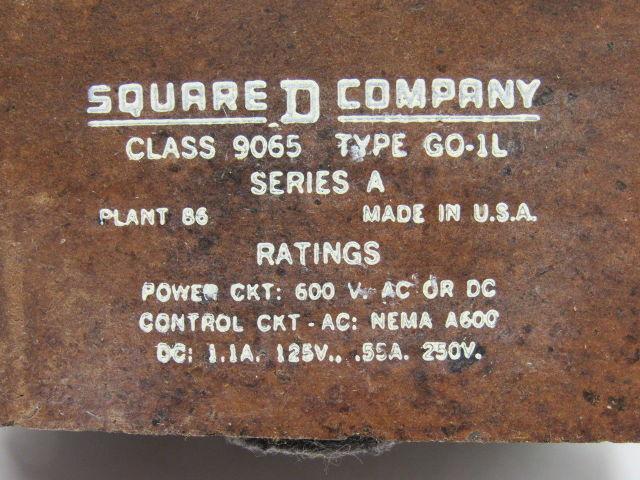 SQUARE D COMPANY
CLASS 9065 TYPE GO-1L
SERIES A
PLANT 86 MADE IN U.S.A.
RATINGS
POWER CKT: 600 V. AC OR DC
CONTROL CKT - AC: NEMA A600
DC: 1.1A. 125V., .55A. 250V.